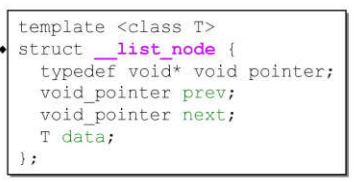 template <class T>
struct __list_node {
typedef void* void pointer;
void_pointer prev;
void_pointer next;
T data;
};